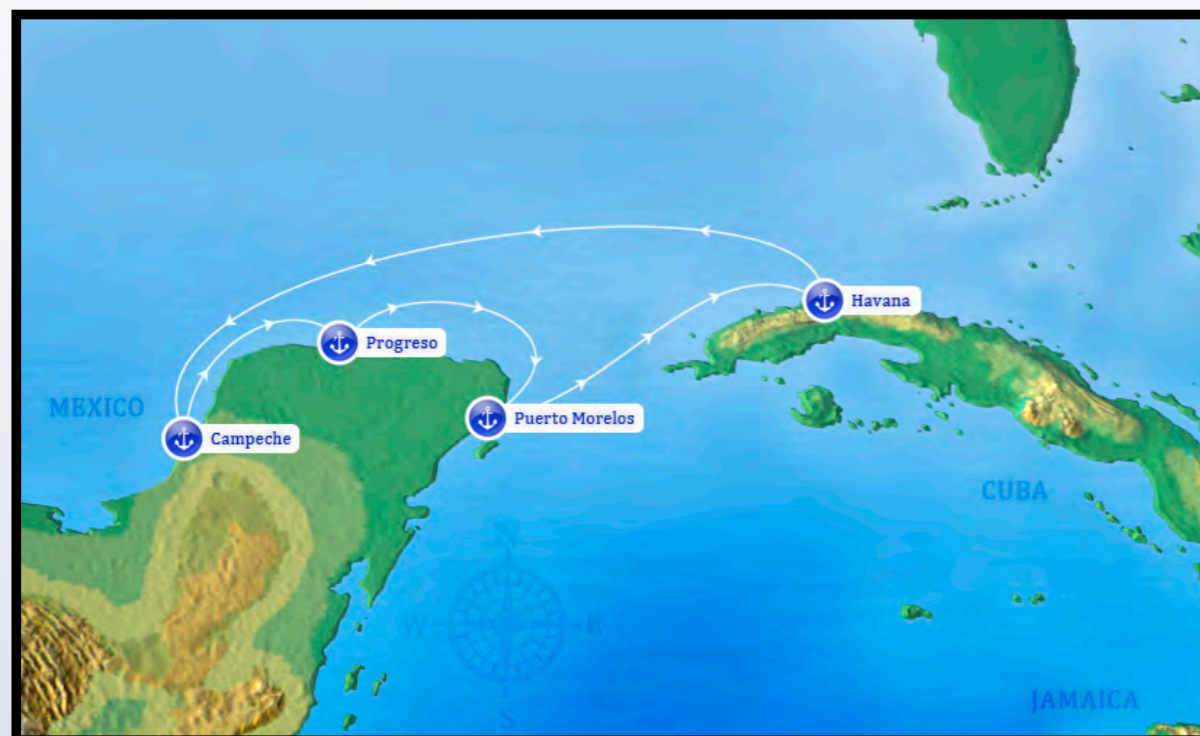 Havana
Progreso
MEXICO
Puerto Morelos
Campeche
CUBA
N
W
E
S
JAMAICA